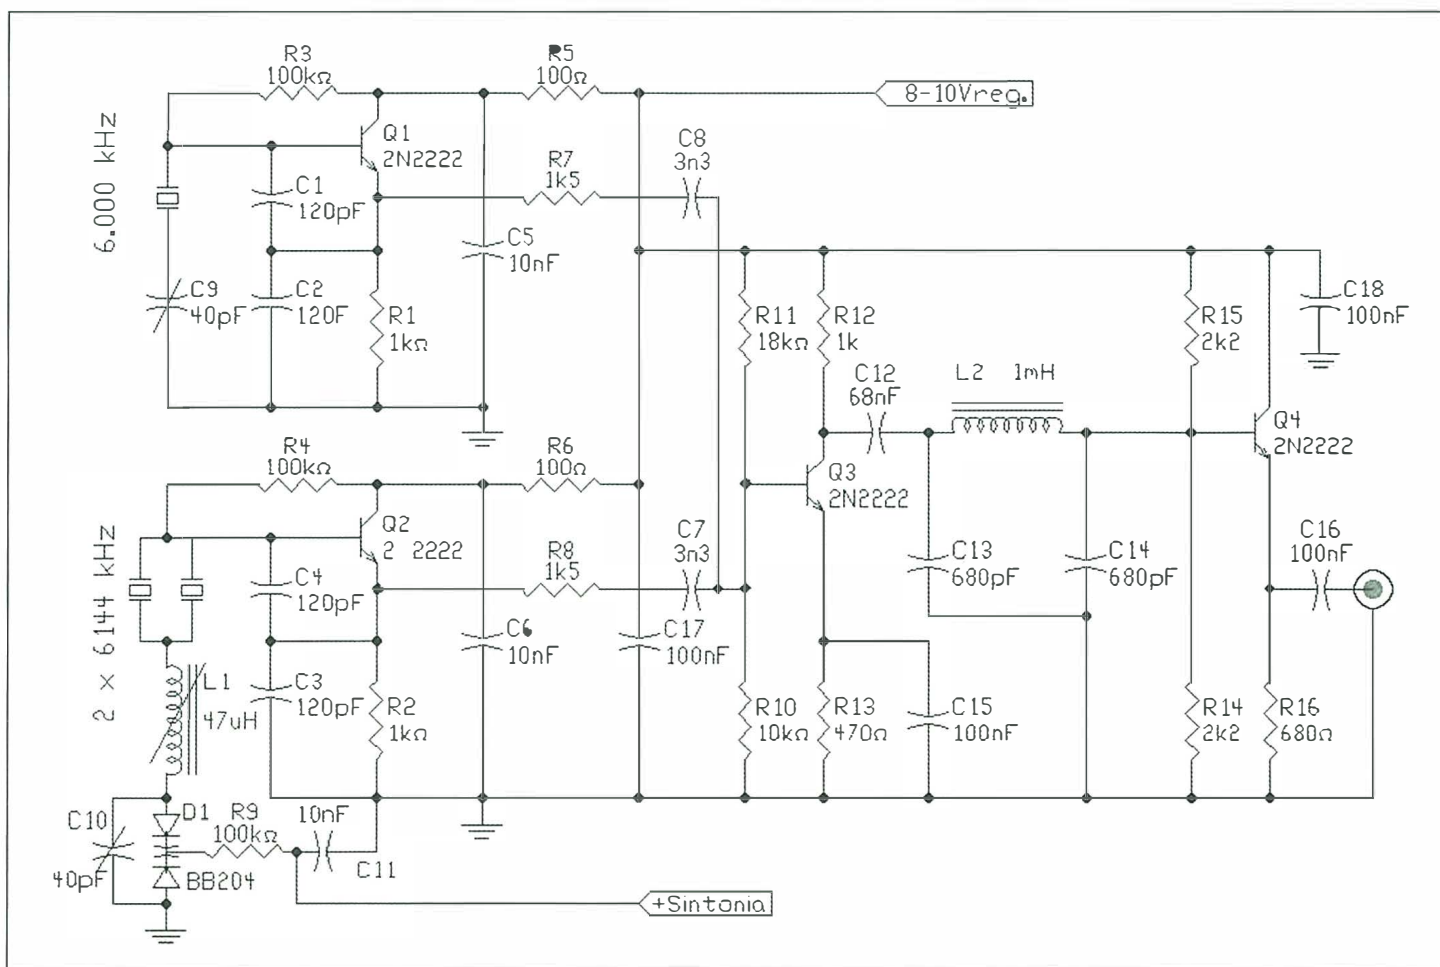 R3
100kΩ
R5
100Ω
8-10Vreg.
Q1
2N2222
C8
3n3
R7
1k5
6.000 kHz
C1
120pF
C5
10nF
C9
40pF
C2
120F
R1
1kΩ
R11
18kΩ
R12
1k
R15
2k2
C18
100nF
C12
68nF
L2 1mH
Q4
2N2222
R4
100kΩ
R6
100Ω
Q3
2N2222
Q2
2 2222
C7
3n3
R8
1k5
C16
100nF
2 x 6144 kHz
C4
120pF
C13
680pF
C14
680pF
C6
10nF
C17
100nF
L1
47uH
C3
120pF
R2
1kΩ
R10
10kΩ
R13
470Ω
C15
100nF
R14
2k2
R16
680Ω
C10
40pF
D1
BB204
R9
100kΩ
10nF
C11
+Sintonia